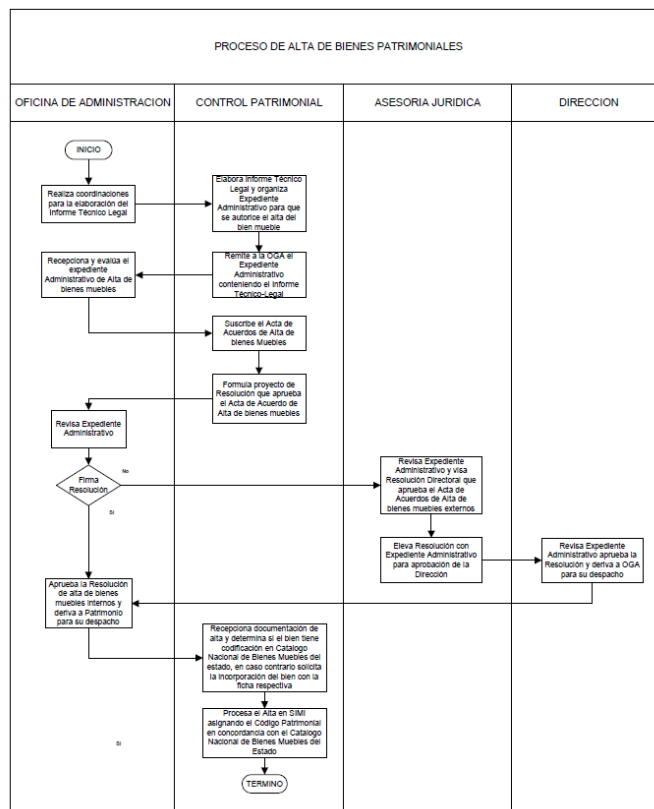 PROCESO DE ALTA DE BIENES PATRIMONIALES
OFICINA DE ADMINISTRACION
CONTROL PATRIMONIAL
ASESORIA JURIDICA
DIRECCION
INICIO
Realiza coordinaciones
para la elaboración del
Informe Técnico Legal
Elabora Informe Técnico
Legal y organiza
Expediente
Administrativo para que
se autorice el alta del
bien mueble
Remite a la OGA el
Expediente
Administrativo
conteniendo el Informe
Técnico-Legal
Recepciona y evalúa el
expediente
Administrativo de Alta de
bienes muebles
Suscribe el Acta de
Acuerdos de Alta de
bienes Muebles
Formula proyecto de
Resolución que aprueba
el Acta de Acuerdo de
Alta de bienes muebles
Revisa Expediente
Administrativo
Firma
Resolución
No
Si
Revisa Expediente
Administrativo y visa
Resolución Directoral que
aprueba el Acta de
Acuerdos de Alta de
bienes muebles externos
Eleva Resolución con
Expediente Administrativo
para aprobación de la
Dirección
Revisa Expediente
Administrativo aprueba la
Resolución y deriva a OGA
para su despacho
Aprueba la Resolución
de alta de bienes
muebles internos y
deriva a Patrimonio para
su despacho
Recepciona documentación de
alta y determina si el bien tiene
codificación en Catalogo
Nacional de Bienes Muebles del
estado, en caso contrario solicita
la incorporación del bien con la
ficha respectiva
Procesa el Alta en SIMI
asignando el Código Patrimonial
en concordancia con el Catalogo
Nacional de Bienes Muebles del
Estado
Si
TERMINO